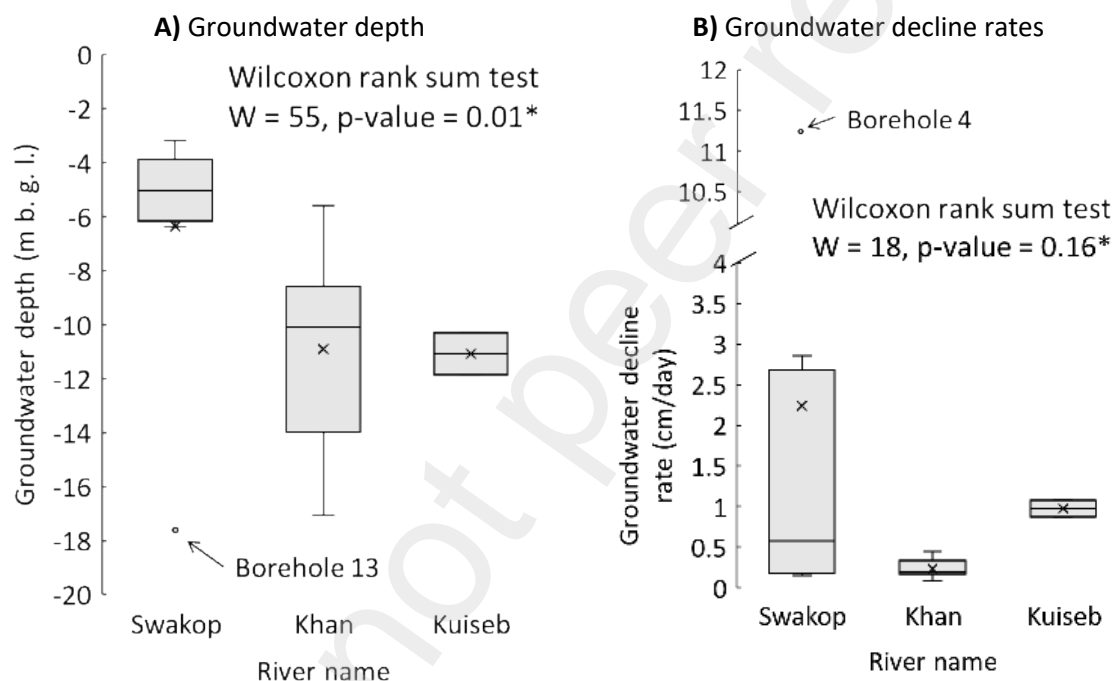 A) Groundwater depth
Wilcoxon rank sum test
W = 55, p-value = 0.01*
Groundwater depth (m b. g. l.)
0
-2
-4
-6
-8
-10
-12
-14
-16
-18
-20
Borehole 13
Swakop Khan Kuiseb
River name
B) Groundwater decline rates
12
11.5
11
10.5
4
3.5
3
2.5
2
1.5
1
0.5
0
Borehole 4
Wilcoxon rank sum test
W = 18, p-value = 0.16*
Groundwater decline
rate (cm/day)
Swakop Khan Kuiseb
River name
not peer re